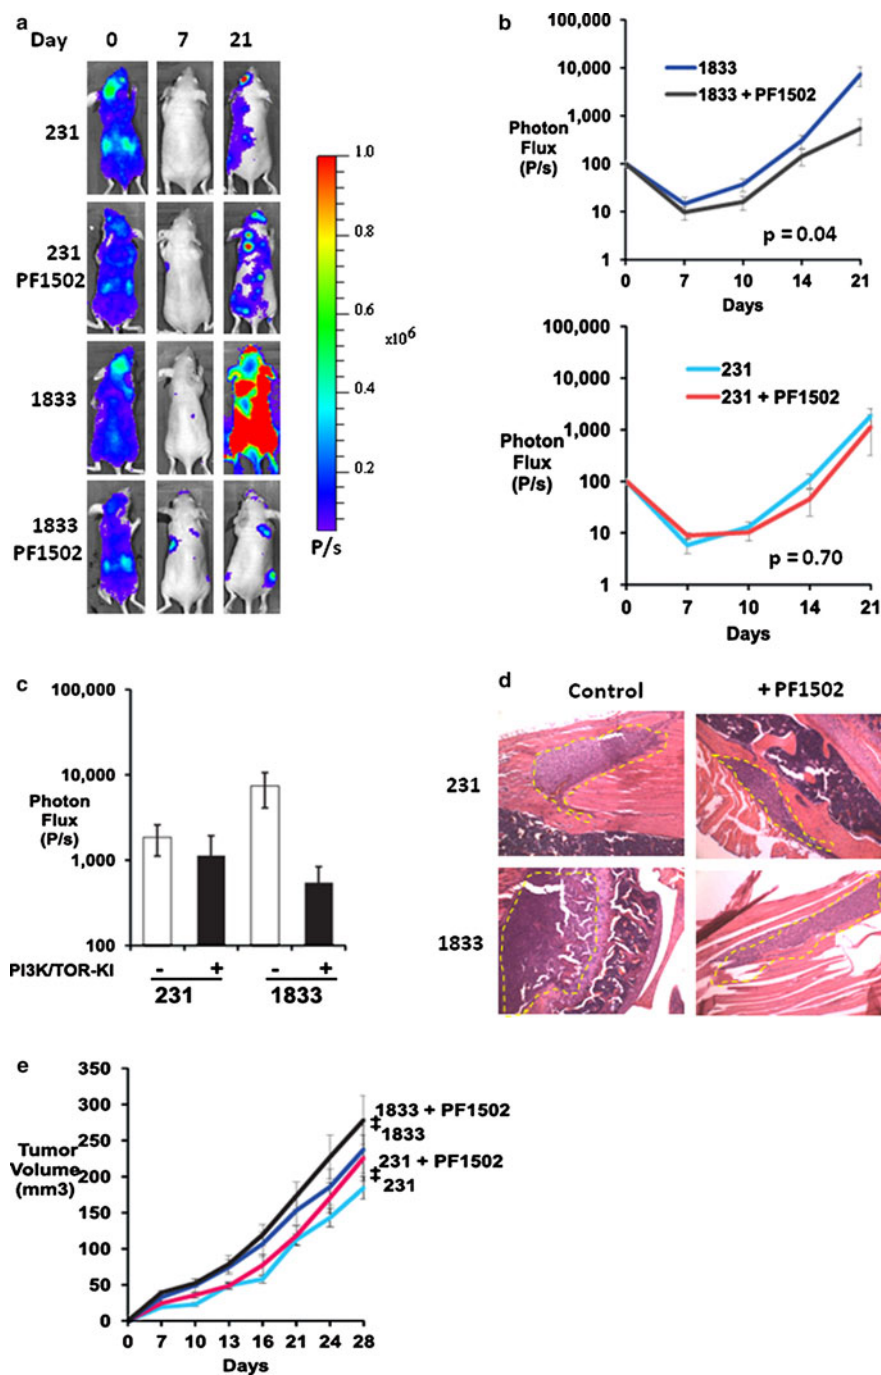 a
Day 0 7 21
231
231
PF1502
1833
1833
PF1502
1.0
0.8
0.6
x10⁶
0.4
0.2
P/s
b
100,000
10,000
1,000
100
10
1
Photon
Flux
(P/s)
1833
1833 + PF1502
p = 0.04
0 7 10 14 21
Days
100,000
10,000
1,000
100
10
1
Photon
Flux
(P/s)
231
231 + PF1502
p = 0.70
0 7 10 14 21
Days
c
100,000
10,000
1,000
100
Photon
Flux
(P/s)
PI3K/TOR-KI - + - +
231 1833
d
Control + PF1502
231
1833
e
350
300
250
200
150
100
50
0
Tumor
Volume
(mm3)
1833 + PF1502
‡
1833
231 + PF1502
‡
231
0 7 10 13 16 21 24 28
Days